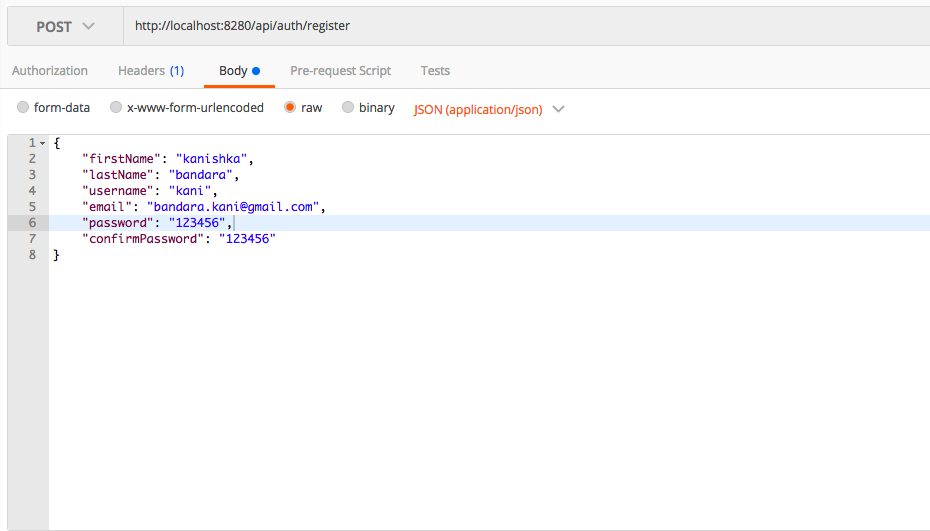 POST http://localhost:8280/api/auth/register
Authorization Headers (1) Body Pre-request Script Tests
form-data x-www-form-urlencoded raw binary JSON (application/json)
1 {
2 "firstName": "kanishka",
3 "lastName": "bandara",
4 "username": "kani",
5 "email": "bandara.kani@gmail.com",
6 "password": "123456",
7 "confirmPassword": "123456"
8 }